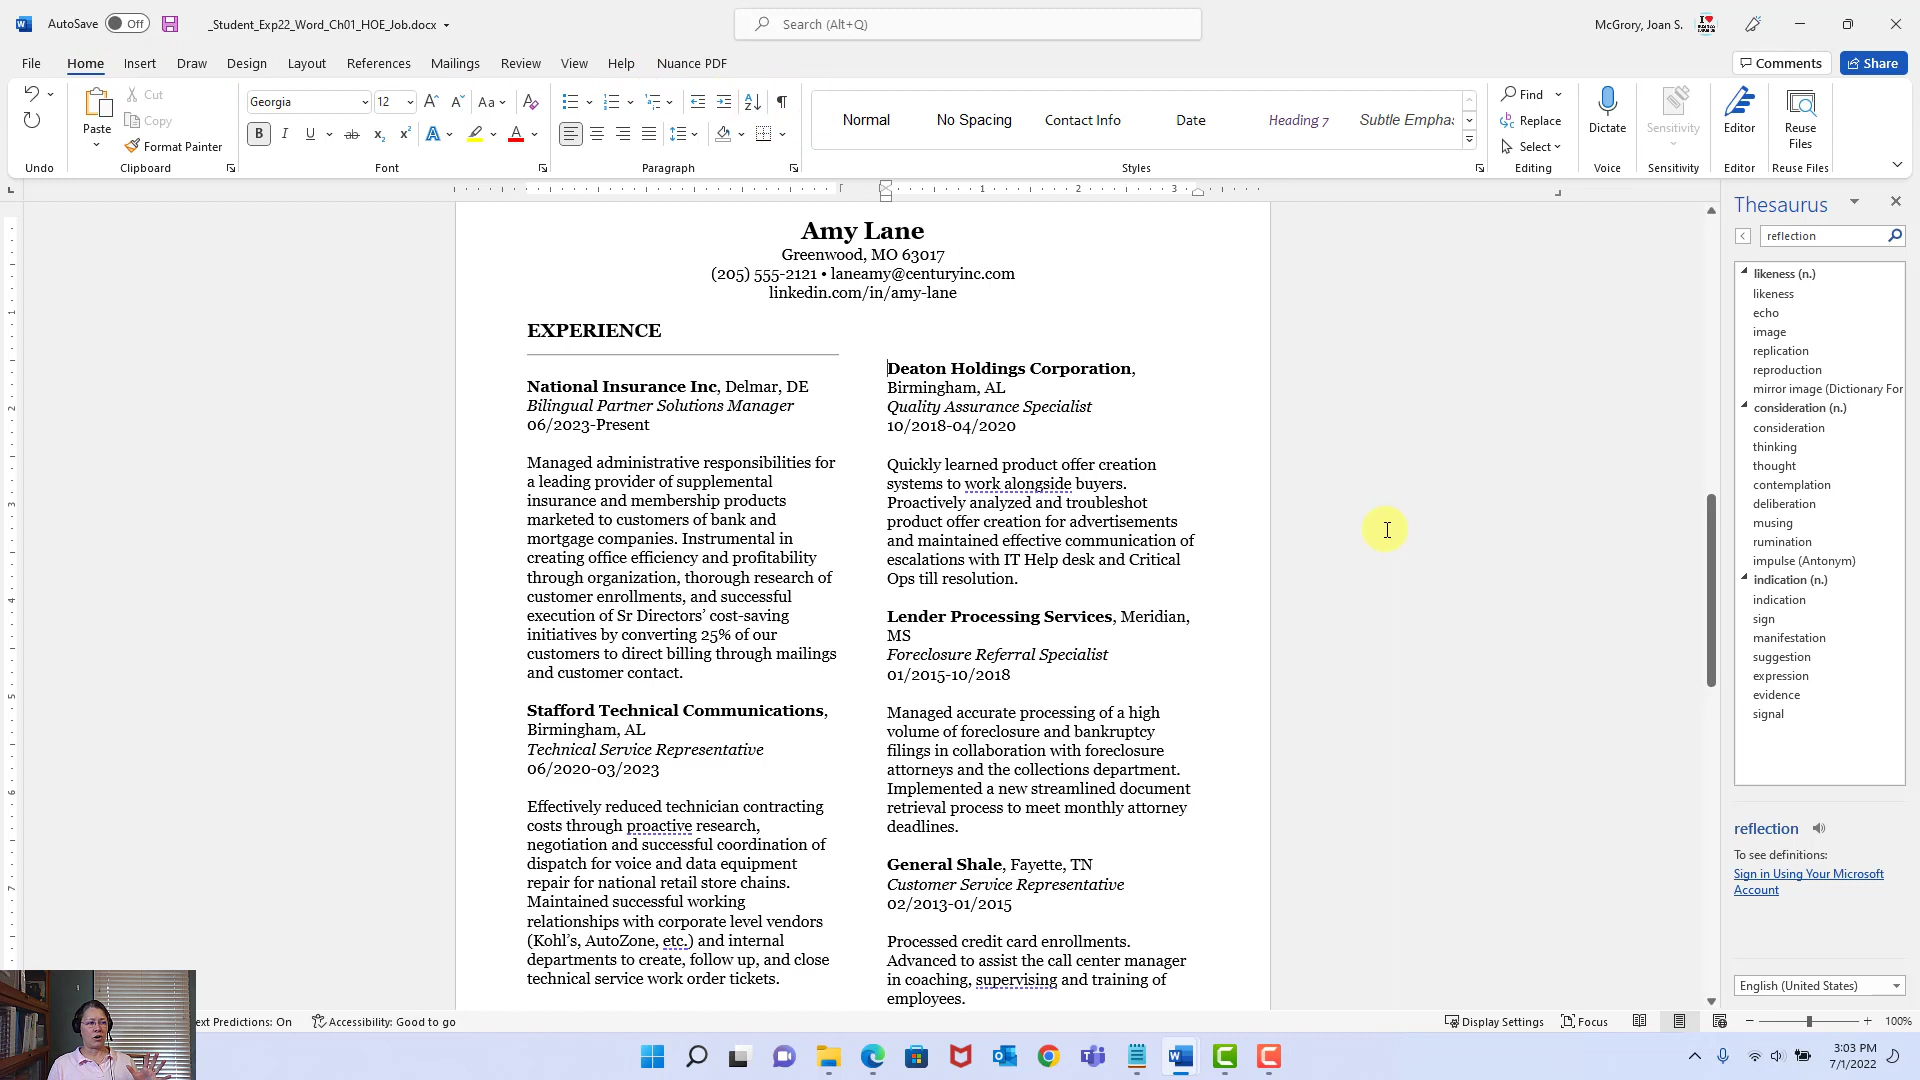 AutoSave Off _Student_Exp22_Word_Ch01_HOE_Job.docx Search (Alt+Q) McGrory, Joan S.
File Home Insert Draw Design Layout References Mailings Review View Help Nuance PDF Comments Share
Paste
Cut
Copy
Format Painter
Georgia 12
Normal No Spacing Contact Info Date Heading 7 Subtle Emphas
Find
Replace
Select
Dictate
Sensitivity
Editor
Reuse
Files
Undo Clipboard Font Paragraph Styles Editing Voice Sensitivity Editor Reuse Files
1 2 3
Amy Lane
Greenwood, MO 63017
(205) 555-2121 • laneamy@centuryinc.com
linkedin.com/in/amy-lane
EXPERIENCE
National Insurance Inc, Delmar, DE
Bilingual Partner Solutions Manager
06/2023-Present
Managed administrative responsibilities for
a leading provider of supplemental
insurance and membership products
marketed to customers of bank and
mortgage companies. Instrumental in
creating office efficiency and profitability
through organization, thorough research of
customer enrollments, and successful
execution of Sr Directors’ cost-saving
initiatives by converting 25% of our
customers to direct billing through mailings
and customer contact.
Stafford Technical Communications,
Birmingham, AL
Technical Service Representative
06/2020-03/2023
Effectively reduced technician contracting
costs through proactive research,
negotiation and successful coordination of
dispatch for voice and data equipment
repair for national retail store chains.
Maintained successful working
relationships with corporate level vendors
(Kohl’s, AutoZone, etc.) and internal
departments to create, follow up, and close
technical service work order tickets.
Deaton Holdings Corporation,
Birmingham, AL
Quality Assurance Specialist
10/2018-04/2020
Quickly learned product offer creation
systems to work alongside buyers.
Proactively analyzed and troubleshot
product offer creation for advertisements
and maintained effective communication of
escalations with IT Help desk and Critical
Ops till resolution.
Lender Processing Services, Meridian,
MS
Foreclosure Referral Specialist
01/2015-10/2018
Managed accurate processing of a high
volume of foreclosure and bankruptcy
filings in collaboration with foreclosure
attorneys and the collections department.
Implemented a new streamlined document
retrieval process to meet monthly attorney
deadlines.
General Shale, Fayette, TN
Customer Service Representative
02/2013-01/2015
Processed credit card enrollments.
Advanced to assist the call center manager
in coaching, supervising and training of
employees.
Thesaurus
reflection
likeness (n.)
likeness
echo
image
replication
reproduction
mirror image (Dictionary For
consideration (n.)
consideration
thinking
thought
contemplation
deliberation
musing
rumination
impulse (Antonym)
indication (n.)
indication
sign
manifestation
suggestion
expression
evidence
signal
reflection
To see definitions:
Sign in Using Your Microsoft
Account
English (United States)
ext Predictions: On Accessibility: Good to go Display Settings Focus 100%
3:03 PM
7/1/2022